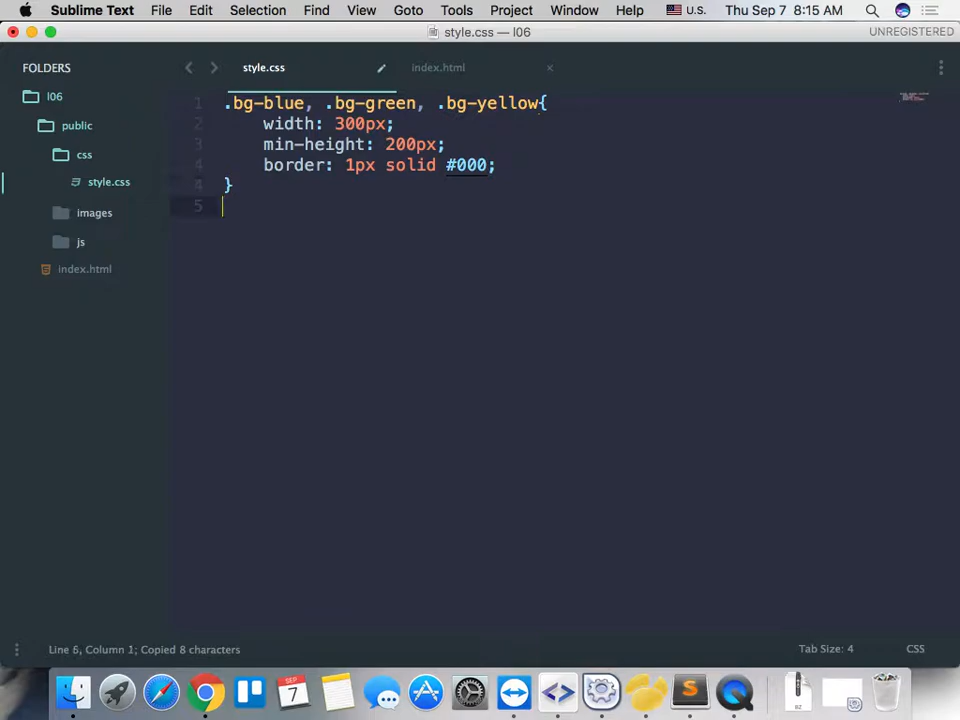 Sublime Text File Edit Selection Find View Goto Tools Project Window Help U.S. Thu Sep 7 8:15 AM
style.css — l06 UNREGISTERED
FOLDERS
l06
public
css
style.css
images
js
index.html
style.css index.html
1 .bg-blue, .bg-green, .bg-yellow{
2 width: 300px;
3 min-height: 200px;
4 border: 1px solid #000;
4 }
5
Line 6, Column 1; Copied 8 characters Tab Size: 4 CSS
SEP
7